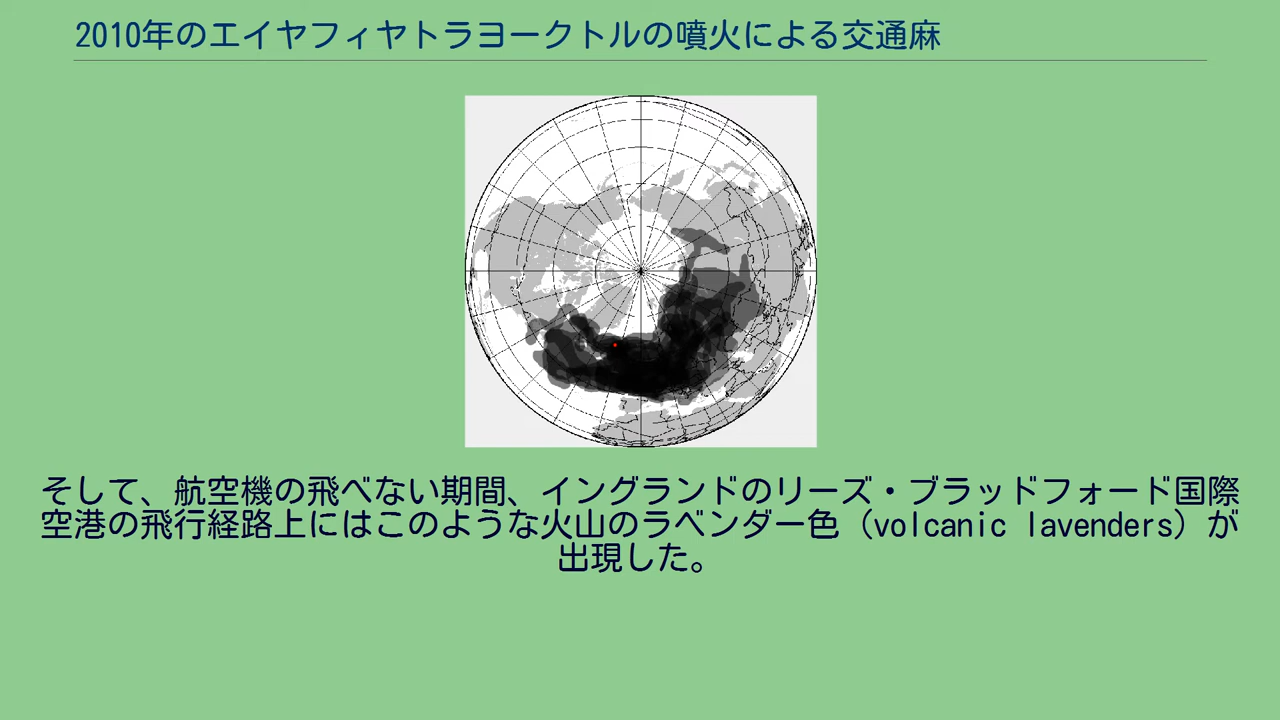 2010年のエイヤフィヤトラヨークトルの噴火による交通麻
そして、航空機の飛べない期間、イングランドのリーズ・ブラッドフォード国際
空港の飛行経路上にはこのような火山のラベンダー色（volcanic lavenders）が
出現した。